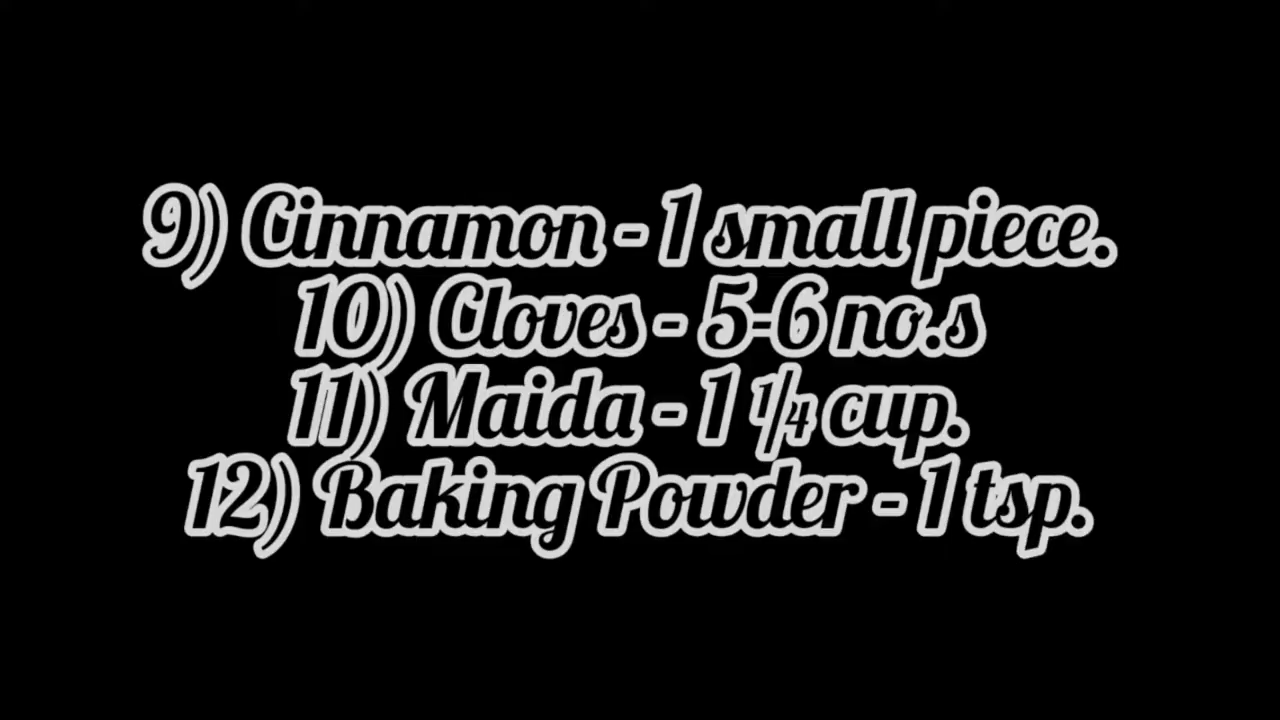 9) Cinnamon - 1 small piece.
10) Cloves - 5-6 no.s
11) Maida - 1 ¼ cup.
12) Baking Powder - 1 tsp.